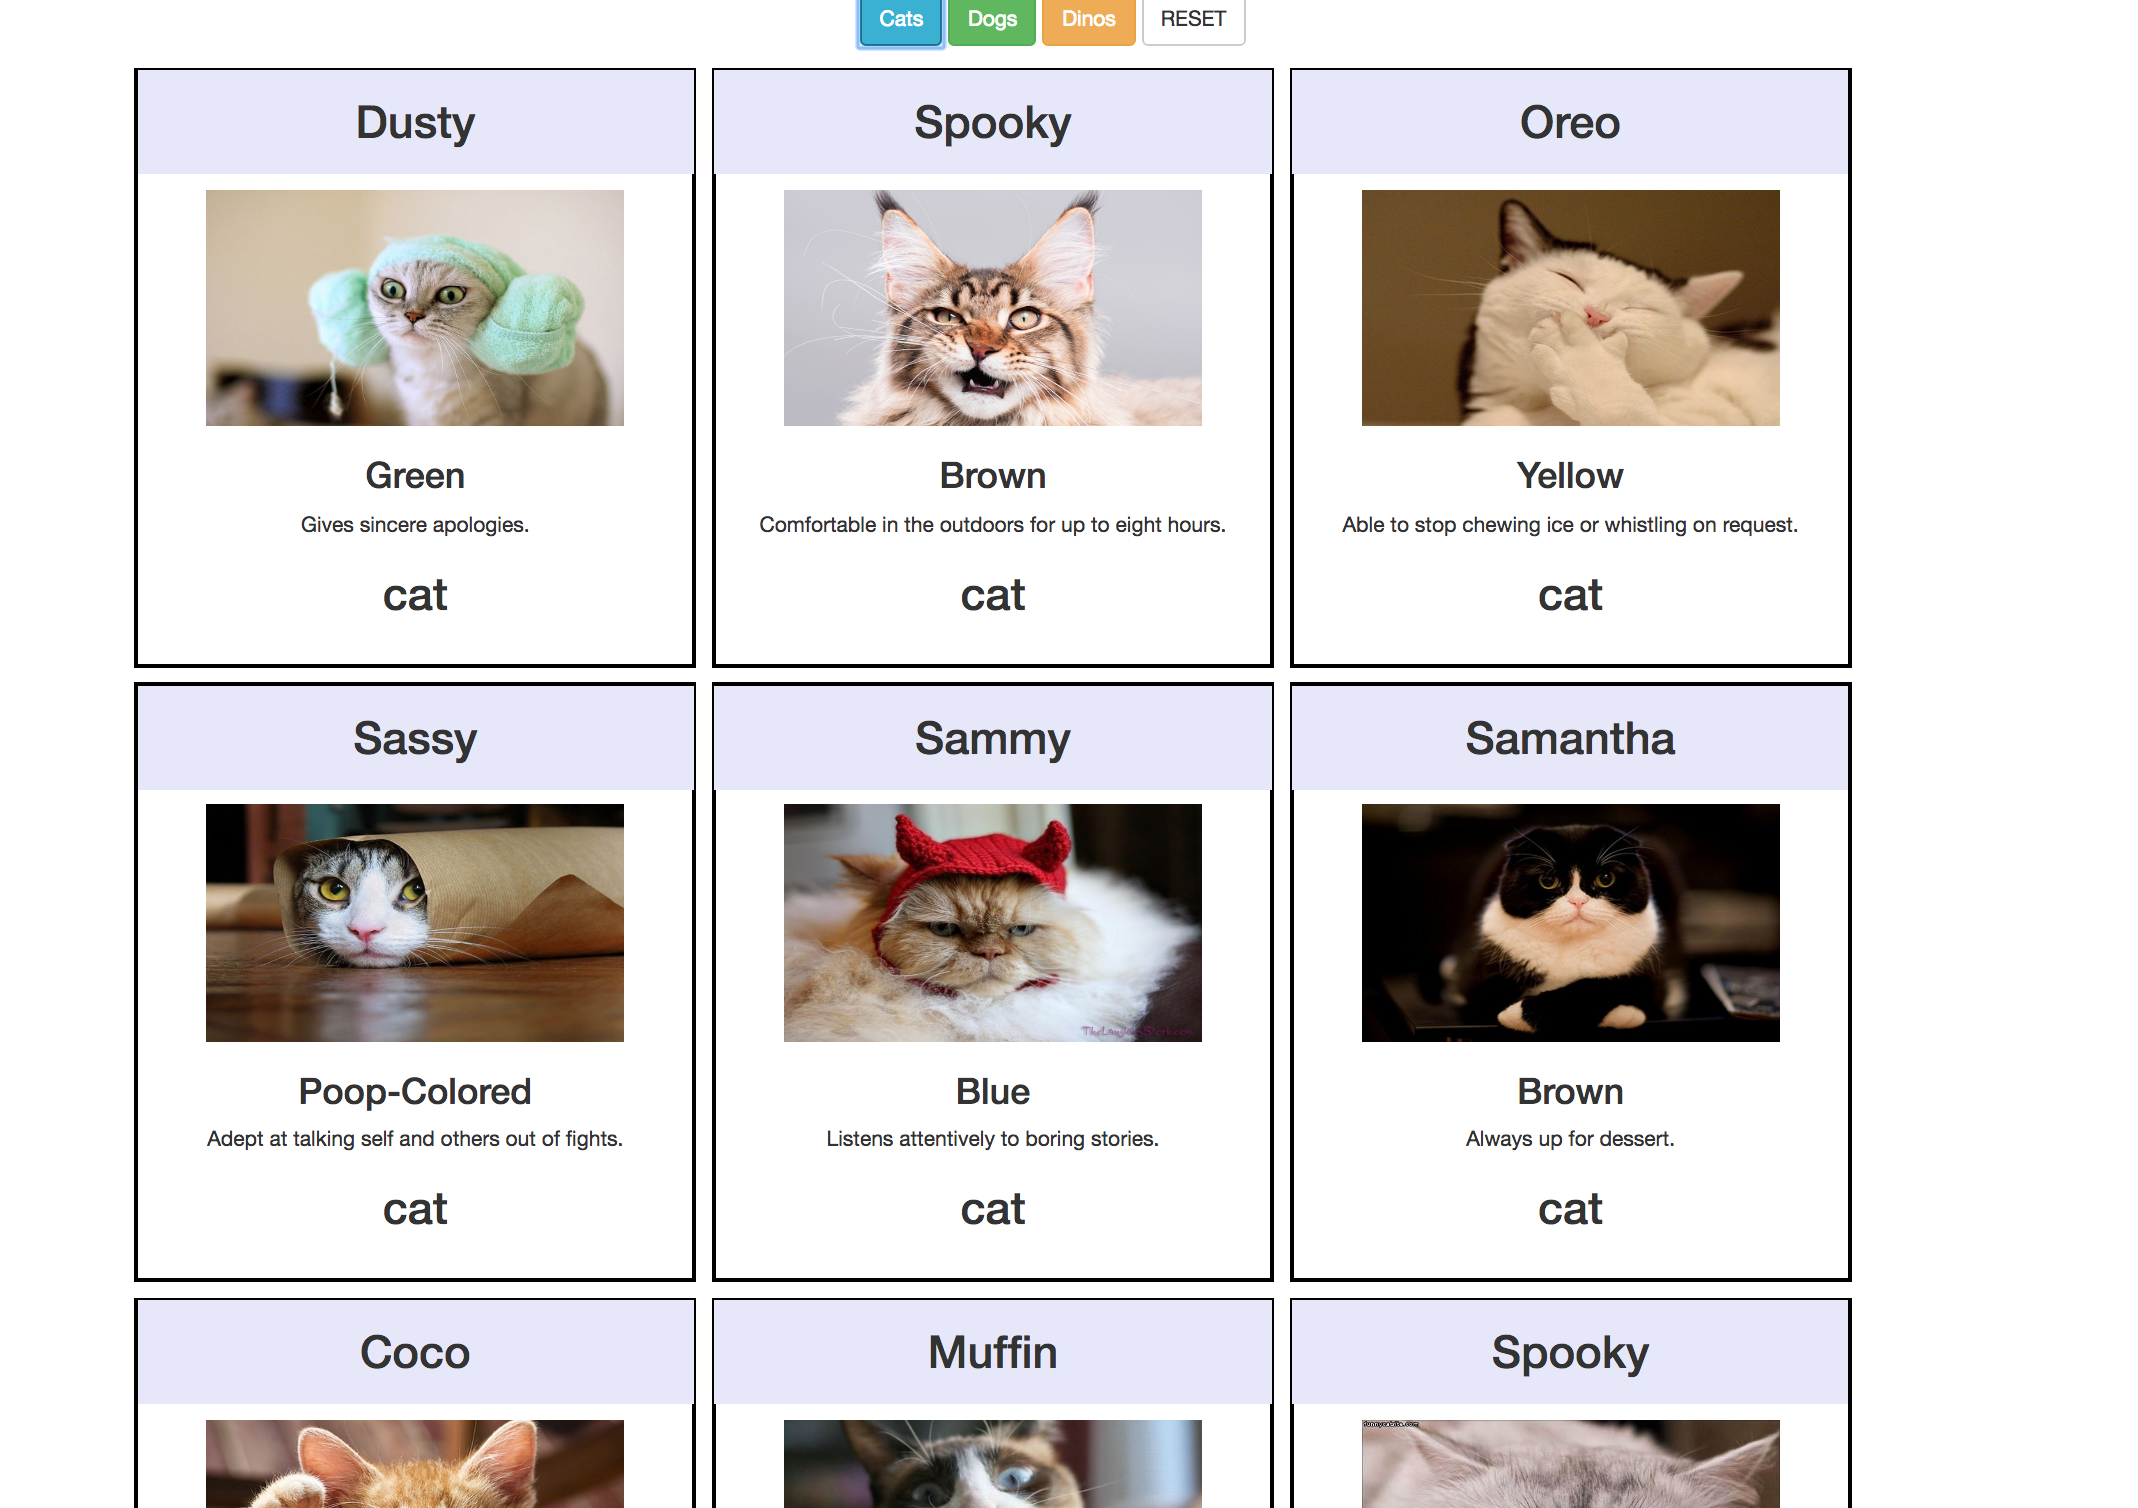 Cats Dogs Dinos RESET
Dusty Spooky Oreo
Green Brown Yellow
Gives sincere apologies. Comfortable in the outdoors for up to eight hours. Able to stop chewing ice or whistling on request.
cat cat cat
Sassy Sammy Samantha
Poop-Colored Blue Brown
Adept at talking self and others out of fights. Listens attentively to boring stories. Always up for dessert.
cat cat cat
Coco Muffin Spooky